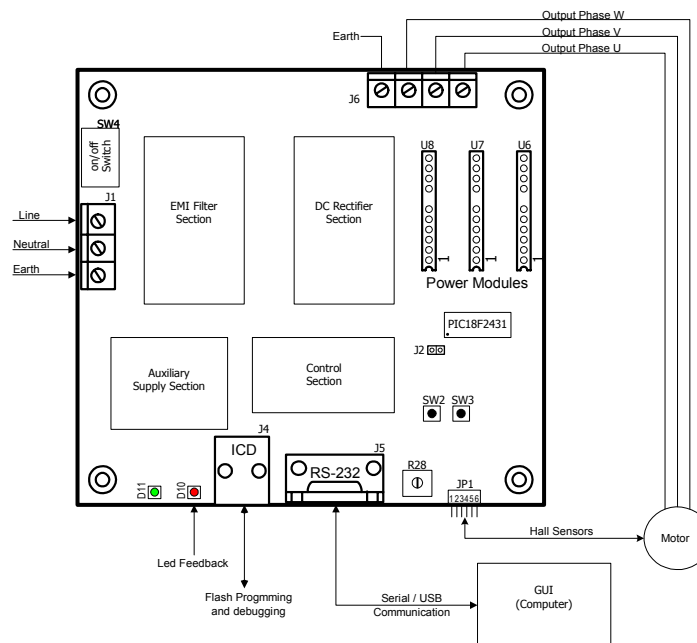 Output Phase W
Output Phase V
Output Phase U
Earth
J6
SW4
on/off
Switch
U8
U7
U6
EMI Filter
Section
DC Rectifier
Section
J1
Line
Neutral
Earth
1
1
1
Power Modules
PIC18F2431
J2
Auxiliary
Supply Section
Control
Section
SW2
SW3
J4
ICD
J5
RS-232
R28
JP1
123456
D11
D10
Hall Sensors
Motor
Led Feedback
Flash Progmming
and debugging
Serial / USB
Communication
GUI
(Computer)